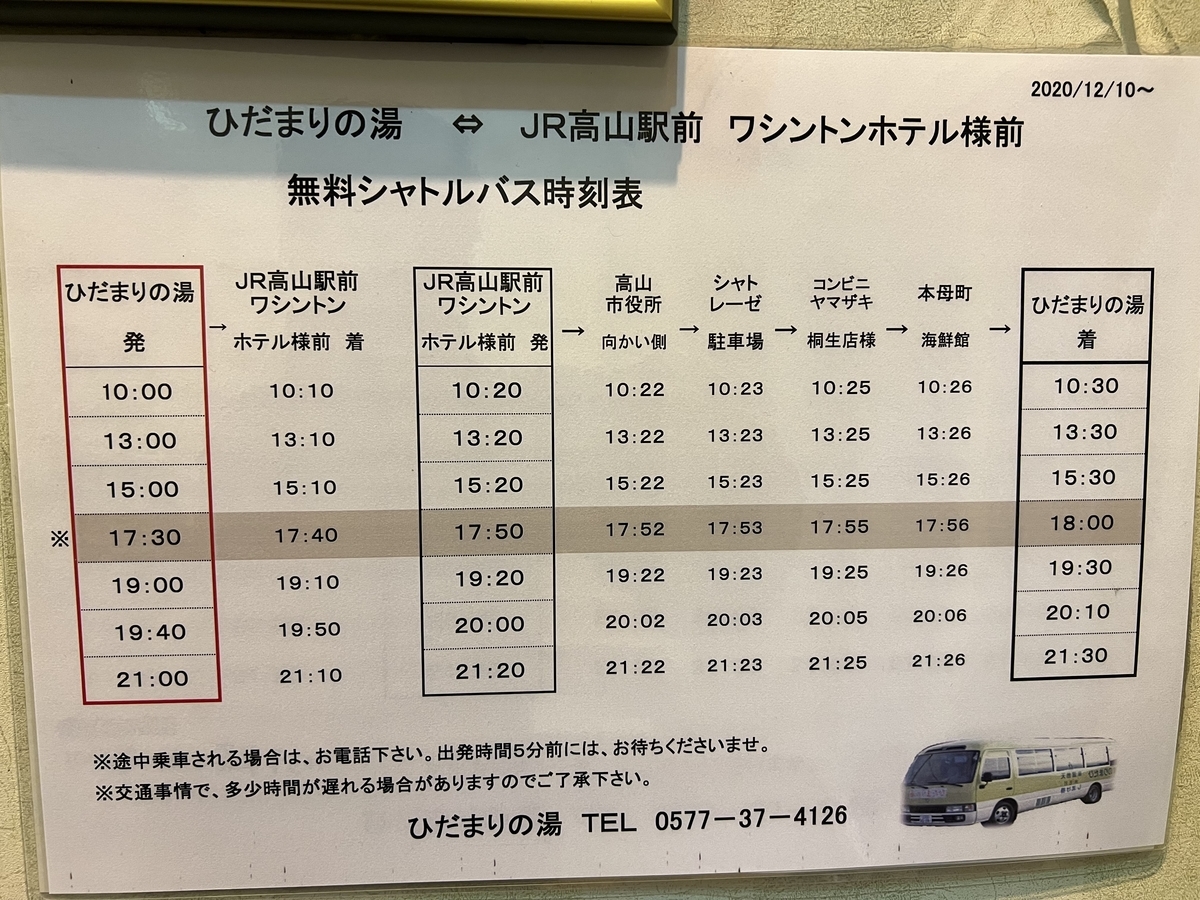 2020/12/10～
ひだまりの湯　⇔　JR高山駅前　ワシントンホテル様前
無料シャトルバス時刻表
ひだまりの湯 発 → JR高山駅前 ワシントン ホテル様前 着 JR高山駅前 ワシントン ホテル様前 発 → 高山 市役所 向かい側 → シャト レーゼ 駐車場 → コンビニ ヤマザキ 桐生店様 → 本母町 海鮮館 → ひだまりの湯 着
10:00 10:10 10:20 10:22 10:23 10:25 10:26 10:30
13:00 13:10 13:20 13:22 13:23 13:25 13:26 13:30
15:00 15:10 15:20 15:22 15:23 15:25 15:26 15:30
※ 17:30 17:40 17:50 17:52 17:53 17:55 17:56 18:00
19:00 19:10 19:20 19:22 19:23 19:25 19:26 19:30
19:40 19:50 20:00 20:02 20:03 20:05 20:06 20:10
21:00 21:10 21:20 21:22 21:23 21:25 21:26 21:30
※途中乗車される場合は、お電話下さい。出発時間5分前には、お待ちくださいませ。
※交通事情で、多少時間が遅れる場合がありますのでご了承下さい。
ひだまりの湯　TEL　0577－37－4126